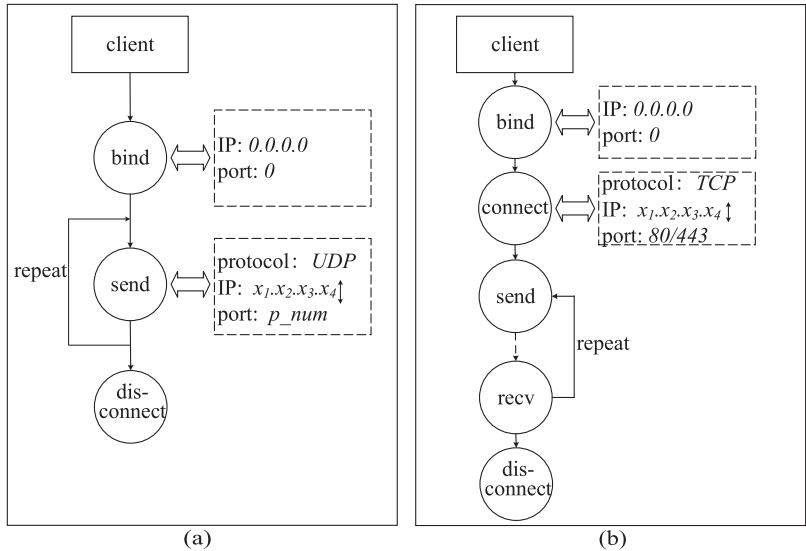 client
bind
IP: 0.0.0.0
port: 0
repeat
send
protocol: UDP
IP: x₁.x₂.x₃.x₄↕
port: p_num
dis-
connect
(a)
client
bind
IP: 0.0.0.0
port: 0
connect
protocol: TCP
IP: x₁.x₂.x₃.x₄↕
port: 80/443
send
repeat
recv
dis-
connect
(b)